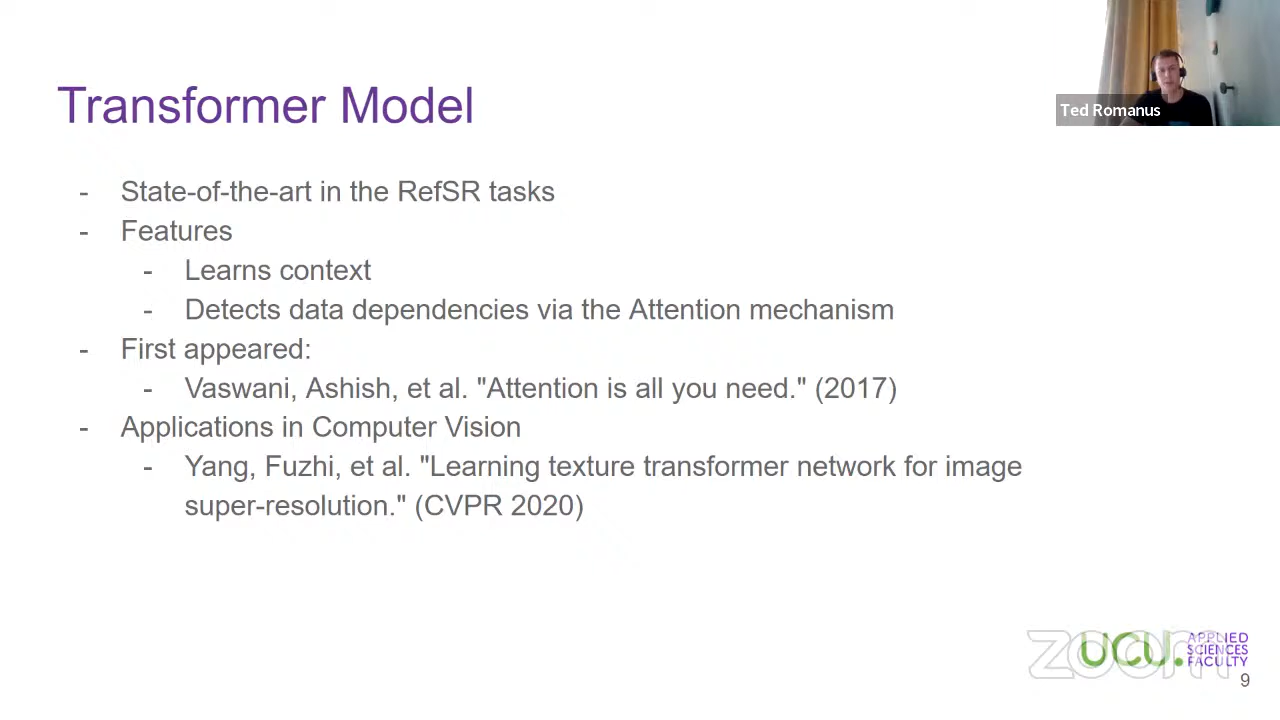 Ted Romanus
Transformer Model
- State-of-the-art in the RefSR tasks
- Features
- Learns context
- Detects data dependencies via the Attention mechanism
- First appeared:
- Vaswani, Ashish, et al. "Attention is all you need." (2017)
- Applications in Computer Vision
- Yang, Fuzhi, et al. "Learning texture transformer network for image
super-resolution." (CVPR 2020)
zoom
UCU.
APPLIED
SCIENCES
FACULTY
9